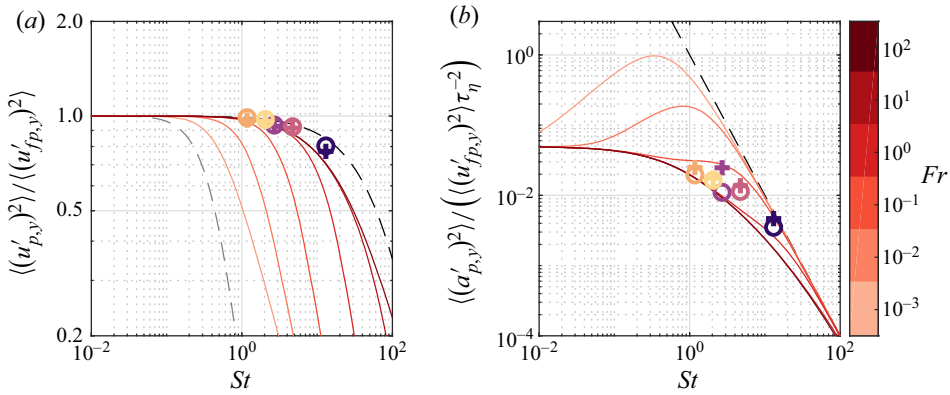 (a)
2.0
1.0
0.5
0.2
10⁻² 10⁰ 10²
St
⟨(u′p,y)²⟩/⟨(u′fp,y)²⟩
(b)
10⁰
10⁻²
10⁻⁴
10⁻² 10⁰ 10²
St
⟨(a′p,y)²⟩/(⟨(u′fp,y)²⟩τη⁻²)
10²
10¹
10⁰
10⁻¹
10⁻²
10⁻³
Fr